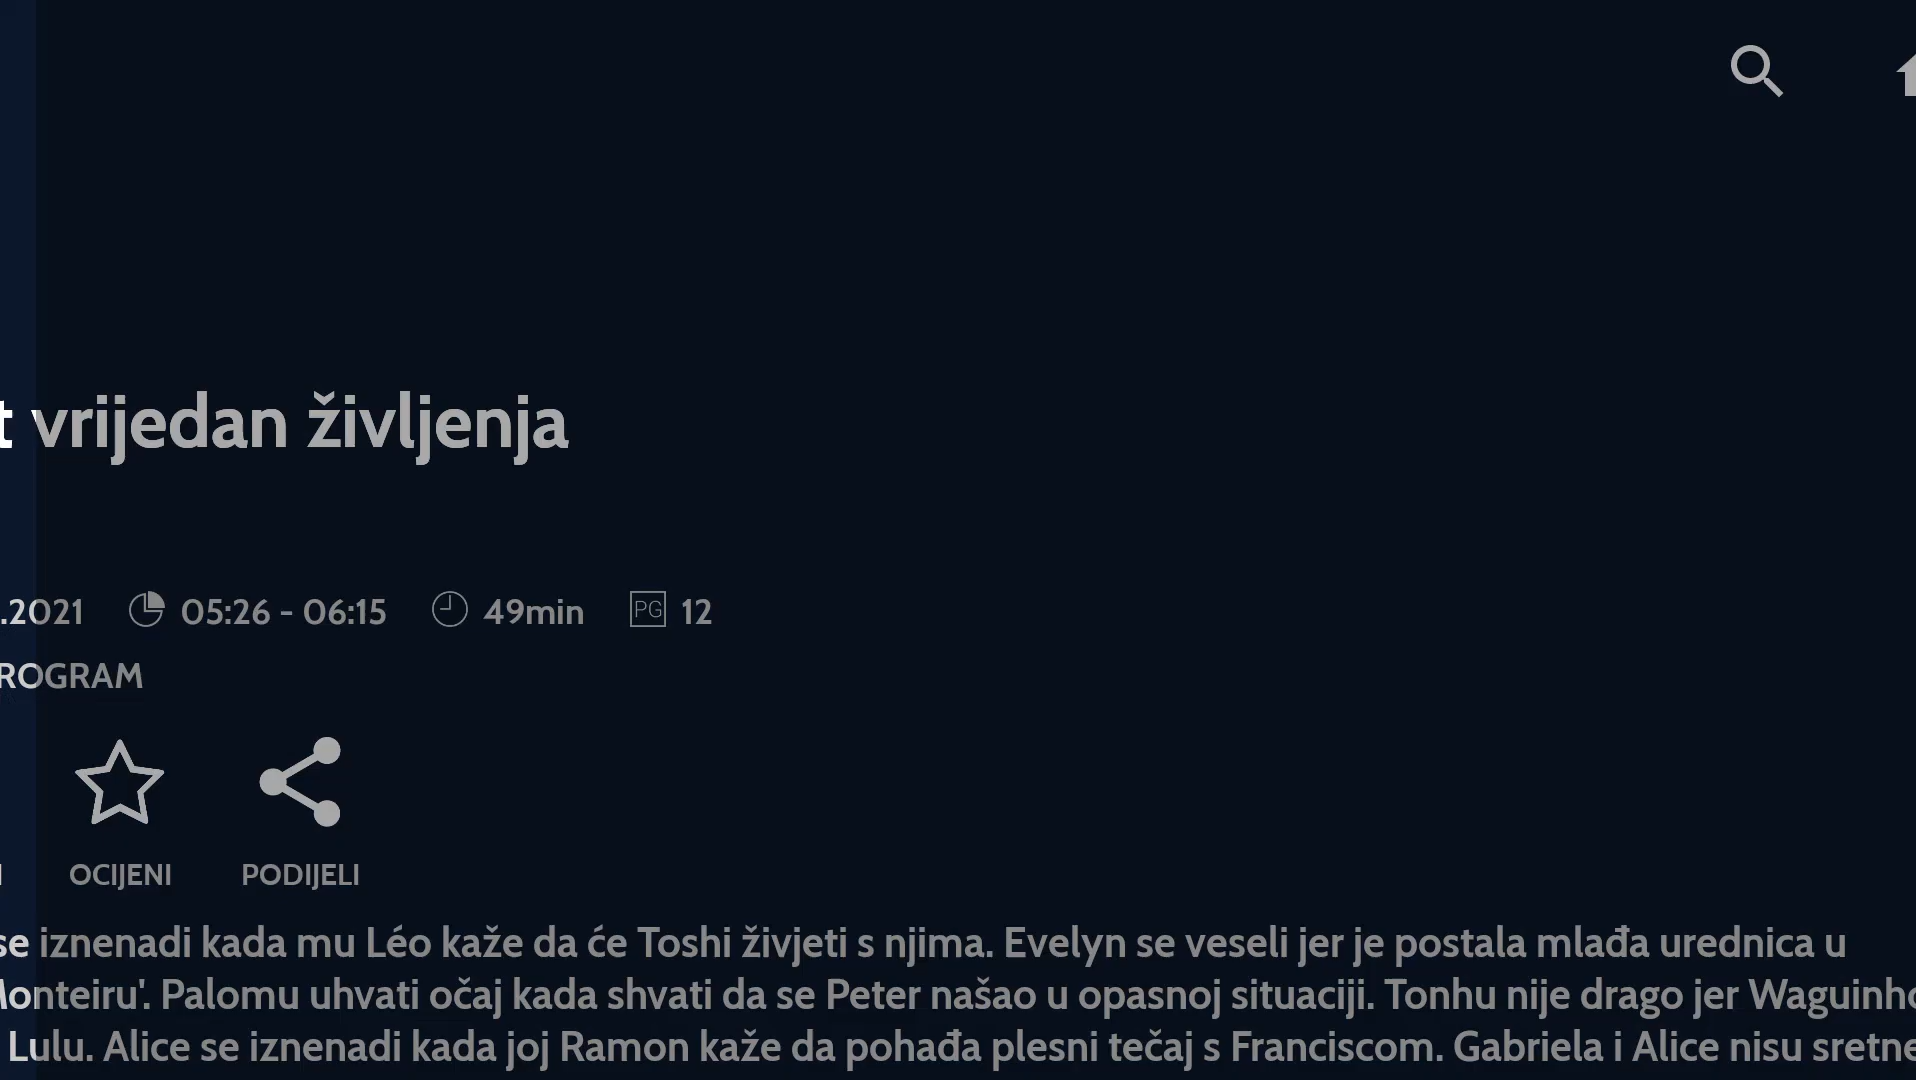 t vrijedan življenja
.2021 05:26 - 06:15 49min PG 12
ROGRAM
OCIJENI PODIJELI
se iznenadi kada mu Léo kaže da će Toshi živjeti s njima. Evelyn se veseli jer je postala mlađa urednica u
Monteiru'. Palomu uhvati očaj kada shvati da se Peter našao u opasnoj situaciji. Tonhu nije drago jer Waguinho
Lulu. Alice se iznenadi kada joj Ramon kaže da pohađa plesni tečaj s Franciscom. Gabriela i Alice nisu sretne